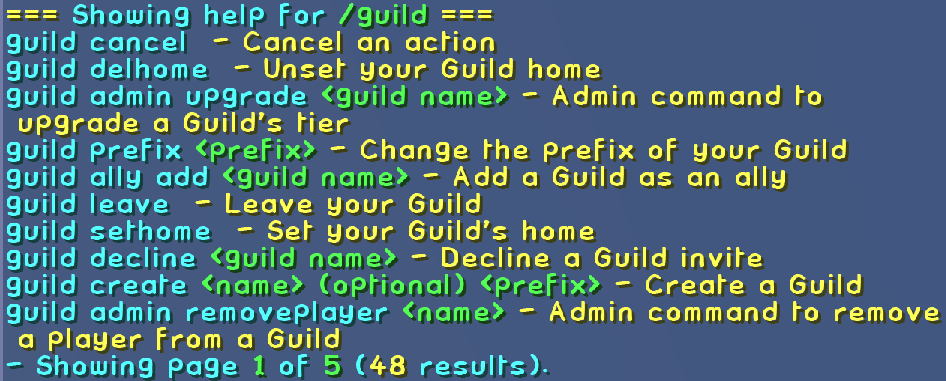 === Showing help for /guild ===
guild cancel - Cancel an action
guild delhome - Unset your Guild home
guild admin upgrade <guild name> - Admin command to
upgrade a Guild's tier
guild prefix <prefix> - Change the prefix of your Guild
guild ally add <guild name> - Add a Guild as an ally
guild leave - Leave your Guild
guild sethome - Set your Guild's home
guild decline <guild name> - Decline a Guild invite
guild create <name> (optional) <prefix> - Create a Guild
guild admin removeplayer <name> - Admin command to remove
a player from a Guild
- Showing page 1 of 5 (48 results).